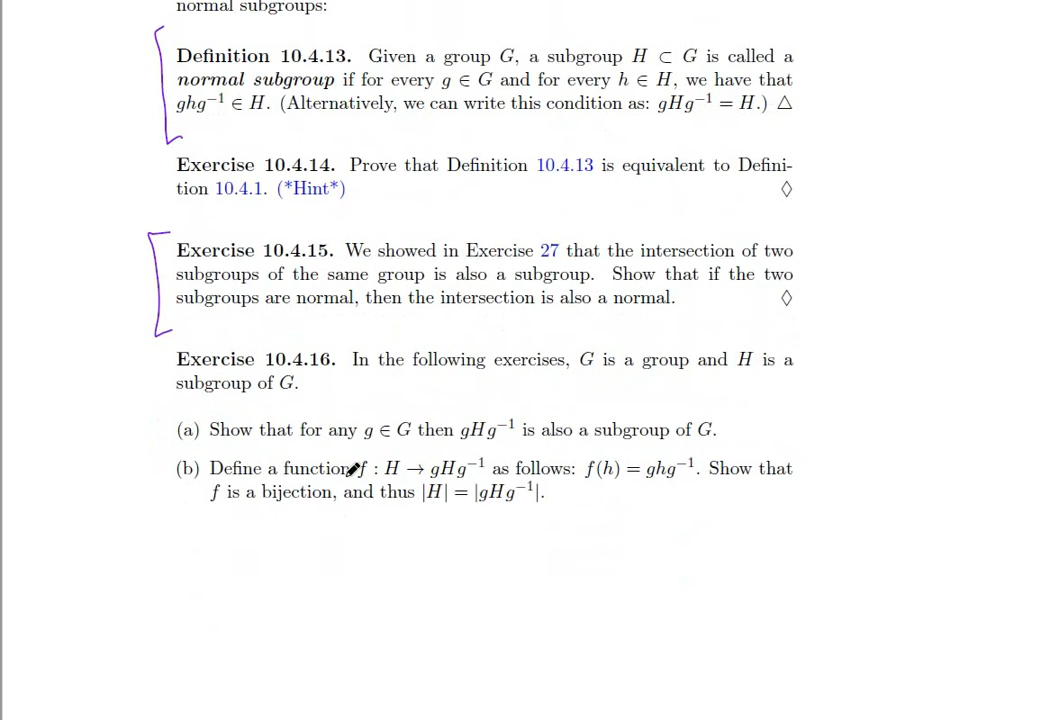 normal subgroups:
Definition 10.4.13. Given a group G, a subgroup H ⊂ G is called a
normal subgroup if for every g ∈ G and for every h ∈ H, we have that
ghg⁻¹ ∈ H. (Alternatively, we can write this condition as: gHg⁻¹ = H.) △
Exercise 10.4.14. Prove that Definition 10.4.13 is equivalent to Defini-
tion 10.4.1. (*Hint*) ◊
Exercise 10.4.15. We showed in Exercise 27 that the intersection of two
subgroups of the same group is also a subgroup. Show that if the two
subgroups are normal, then the intersection is also a normal. ◊
Exercise 10.4.16. In the following exercises, G is a group and H is a
subgroup of G.
(a) Show that for any g ∈ G then gHg⁻¹ is also a subgroup of G.
(b) Define a function f : H → gHg⁻¹ as follows: f(h) = ghg⁻¹. Show that
f is a bijection, and thus |H| = |gHg⁻¹|.